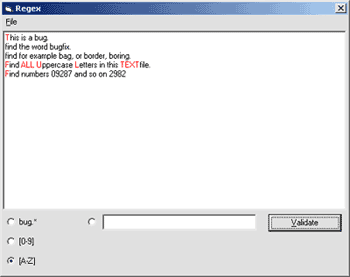 Regex
File
This is a bug.
find the word bugfix.
find for example bag, or border, boring.
Find ALL Uppercase Letters in this TEXTfile.
Find numbers 09287 and so on 2982
bug.*
Validate
[0-9]
[A-Z]